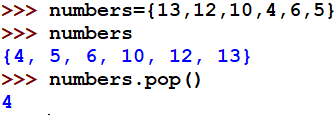 >>> numbers={13,12,10,4,6,5}
>>> numbers
{4, 5, 6, 10, 12, 13}
>>> numbers.pop()
4